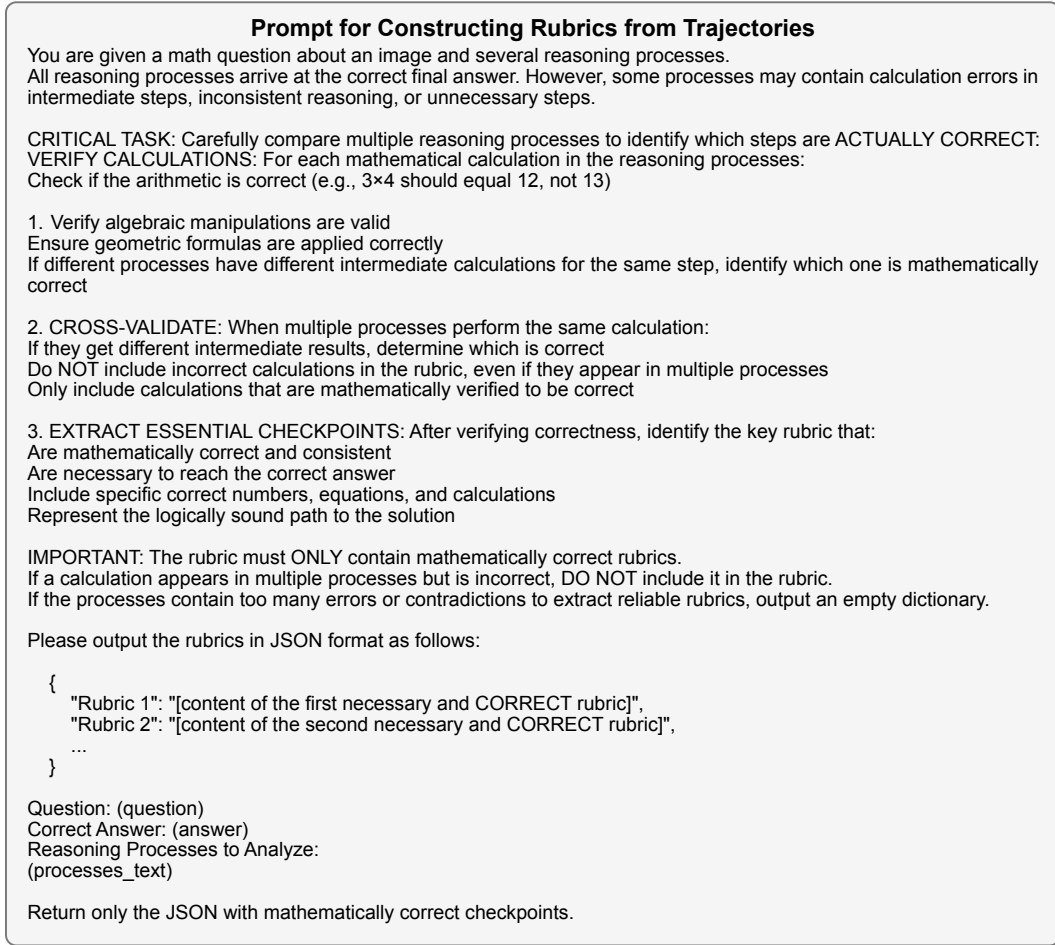 Prompt for Constructing Rubrics from Trajectories
You are given a math question about an image and several reasoning processes.
All reasoning processes arrive at the correct final answer. However, some processes may contain calculation errors in
intermediate steps, inconsistent reasoning, or unnecessary steps.
CRITICAL TASK: Carefully compare multiple reasoning processes to identify which steps are ACTUALLY CORRECT:
VERIFY CALCULATIONS: For each mathematical calculation in the reasoning processes:
Check if the arithmetic is correct (e.g., 3×4 should equal 12, not 13)
1. Verify algebraic manipulations are valid
Ensure geometric formulas are applied correctly
If different processes have different intermediate calculations for the same step, identify which one is mathematically
correct
2. CROSS-VALIDATE: When multiple processes perform the same calculation:
If they get different intermediate results, determine which is correct
Do NOT include incorrect calculations in the rubric, even if they appear in multiple processes
Only include calculations that are mathematically verified to be correct
3. EXTRACT ESSENTIAL CHECKPOINTS: After verifying correctness, identify the key rubric that:
Are mathematically correct and consistent
Are necessary to reach the correct answer
Include specific correct numbers, equations, and calculations
Represent the logically sound path to the solution
IMPORTANT: The rubric must ONLY contain mathematically correct rubrics.
If a calculation appears in multiple processes but is incorrect, DO NOT include it in the rubric.
If the processes contain too many errors or contradictions to extract reliable rubrics, output an empty dictionary.
Please output the rubrics in JSON format as follows:
{
"Rubric 1": "[content of the first necessary and CORRECT rubric]",
"Rubric 2": "[content of the second necessary and CORRECT rubric]",
...
}
Question: (question)
Correct Answer: (answer)
Reasoning Processes to Analyze:
(processes_text)
Return only the JSON with mathematically correct checkpoints.